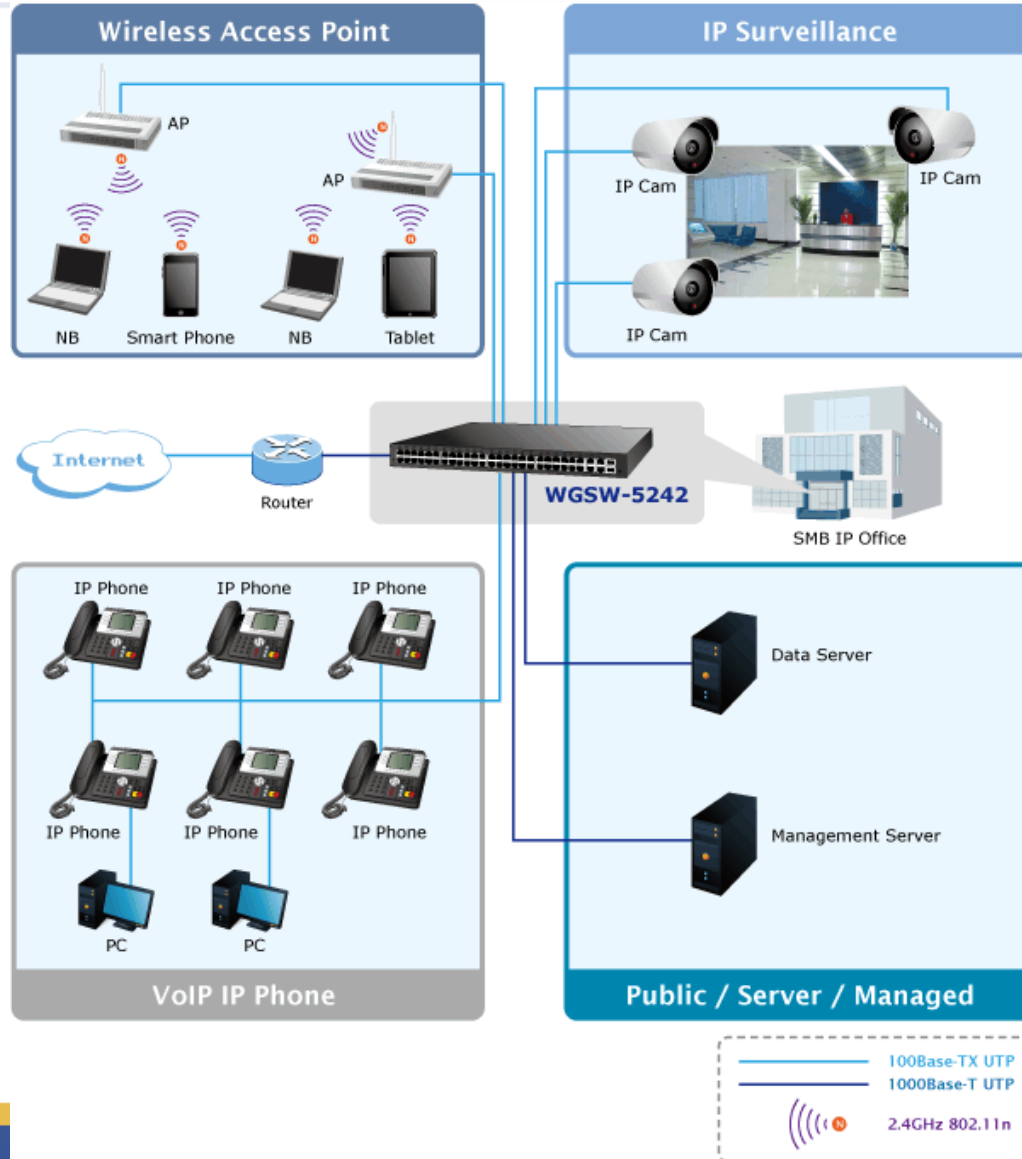 Wireless Access Point
AP
AP
NB
Smart Phone
NB
Tablet
IP Surveillance
IP Cam
IP Cam
IP Cam
Internet
Router
WGSW-5242
SMB IP Office
IP Phone
IP Phone
IP Phone
IP Phone
IP Phone
IP Phone
PC
PC
VoIP IP Phone
Data Server
Management Server
Public / Server / Managed
100Base-TX UTP
1000Base-T UTP
2.4GHz 802.11n